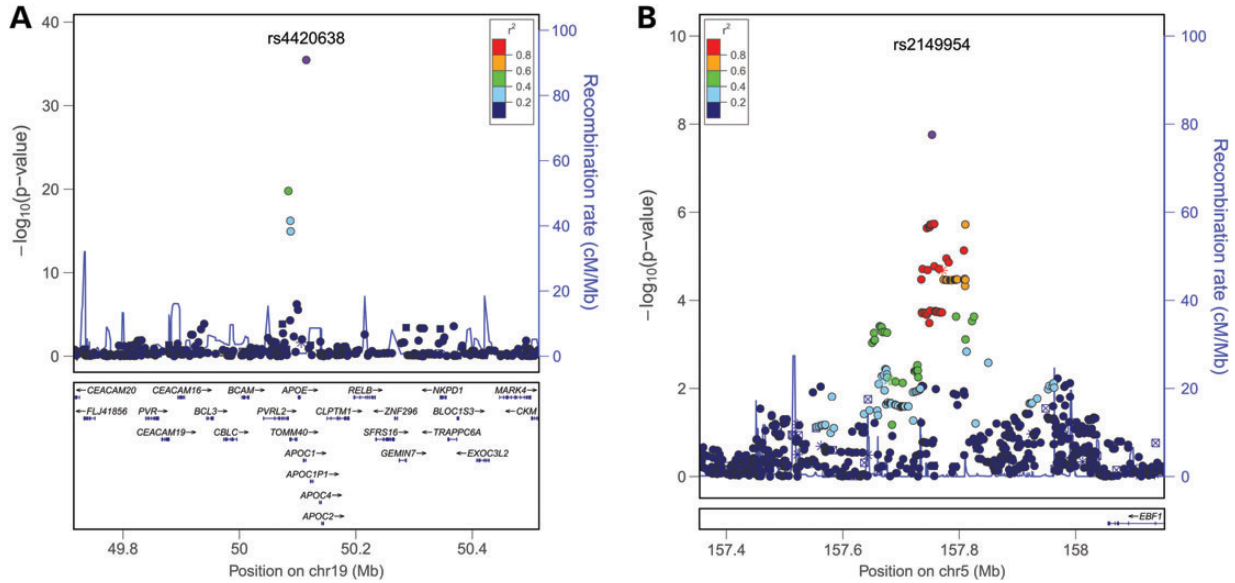 A
rs4420638
r²
0.8
0.6
0.4
0.2
40
30
20
10
0
−log10(p-value)
100
80
60
40
20
0
Recombination rate (cM/Mb)
←CEACAM20 CEACAM16→ BCAM→ APOE→ RELB→ ←NKPD1 MARK4→
←FLJ41856 PVR→ BCL3→ PVRL2→ CLPTM1→ ←ZNF296 BLOC1S3→ ←CKM
CEACAM19→ CBLC→ TOMM40→ SFRS16→ ←TRAPPC6A
APOC1→ GEMIN7→ ←EXOC3L2
APOC1P1→
APOC4→
APOC2→
49.8 50 50.2 50.4
Position on chr19 (Mb)
B
rs2149954
r²
0.8
0.6
0.4
0.2
10
8
6
4
2
0
−log10(p-value)
100
80
60
40
20
0
Recombination rate (cM/Mb)
←EBF1
157.4 157.6 157.8 158
Position on chr5 (Mb)